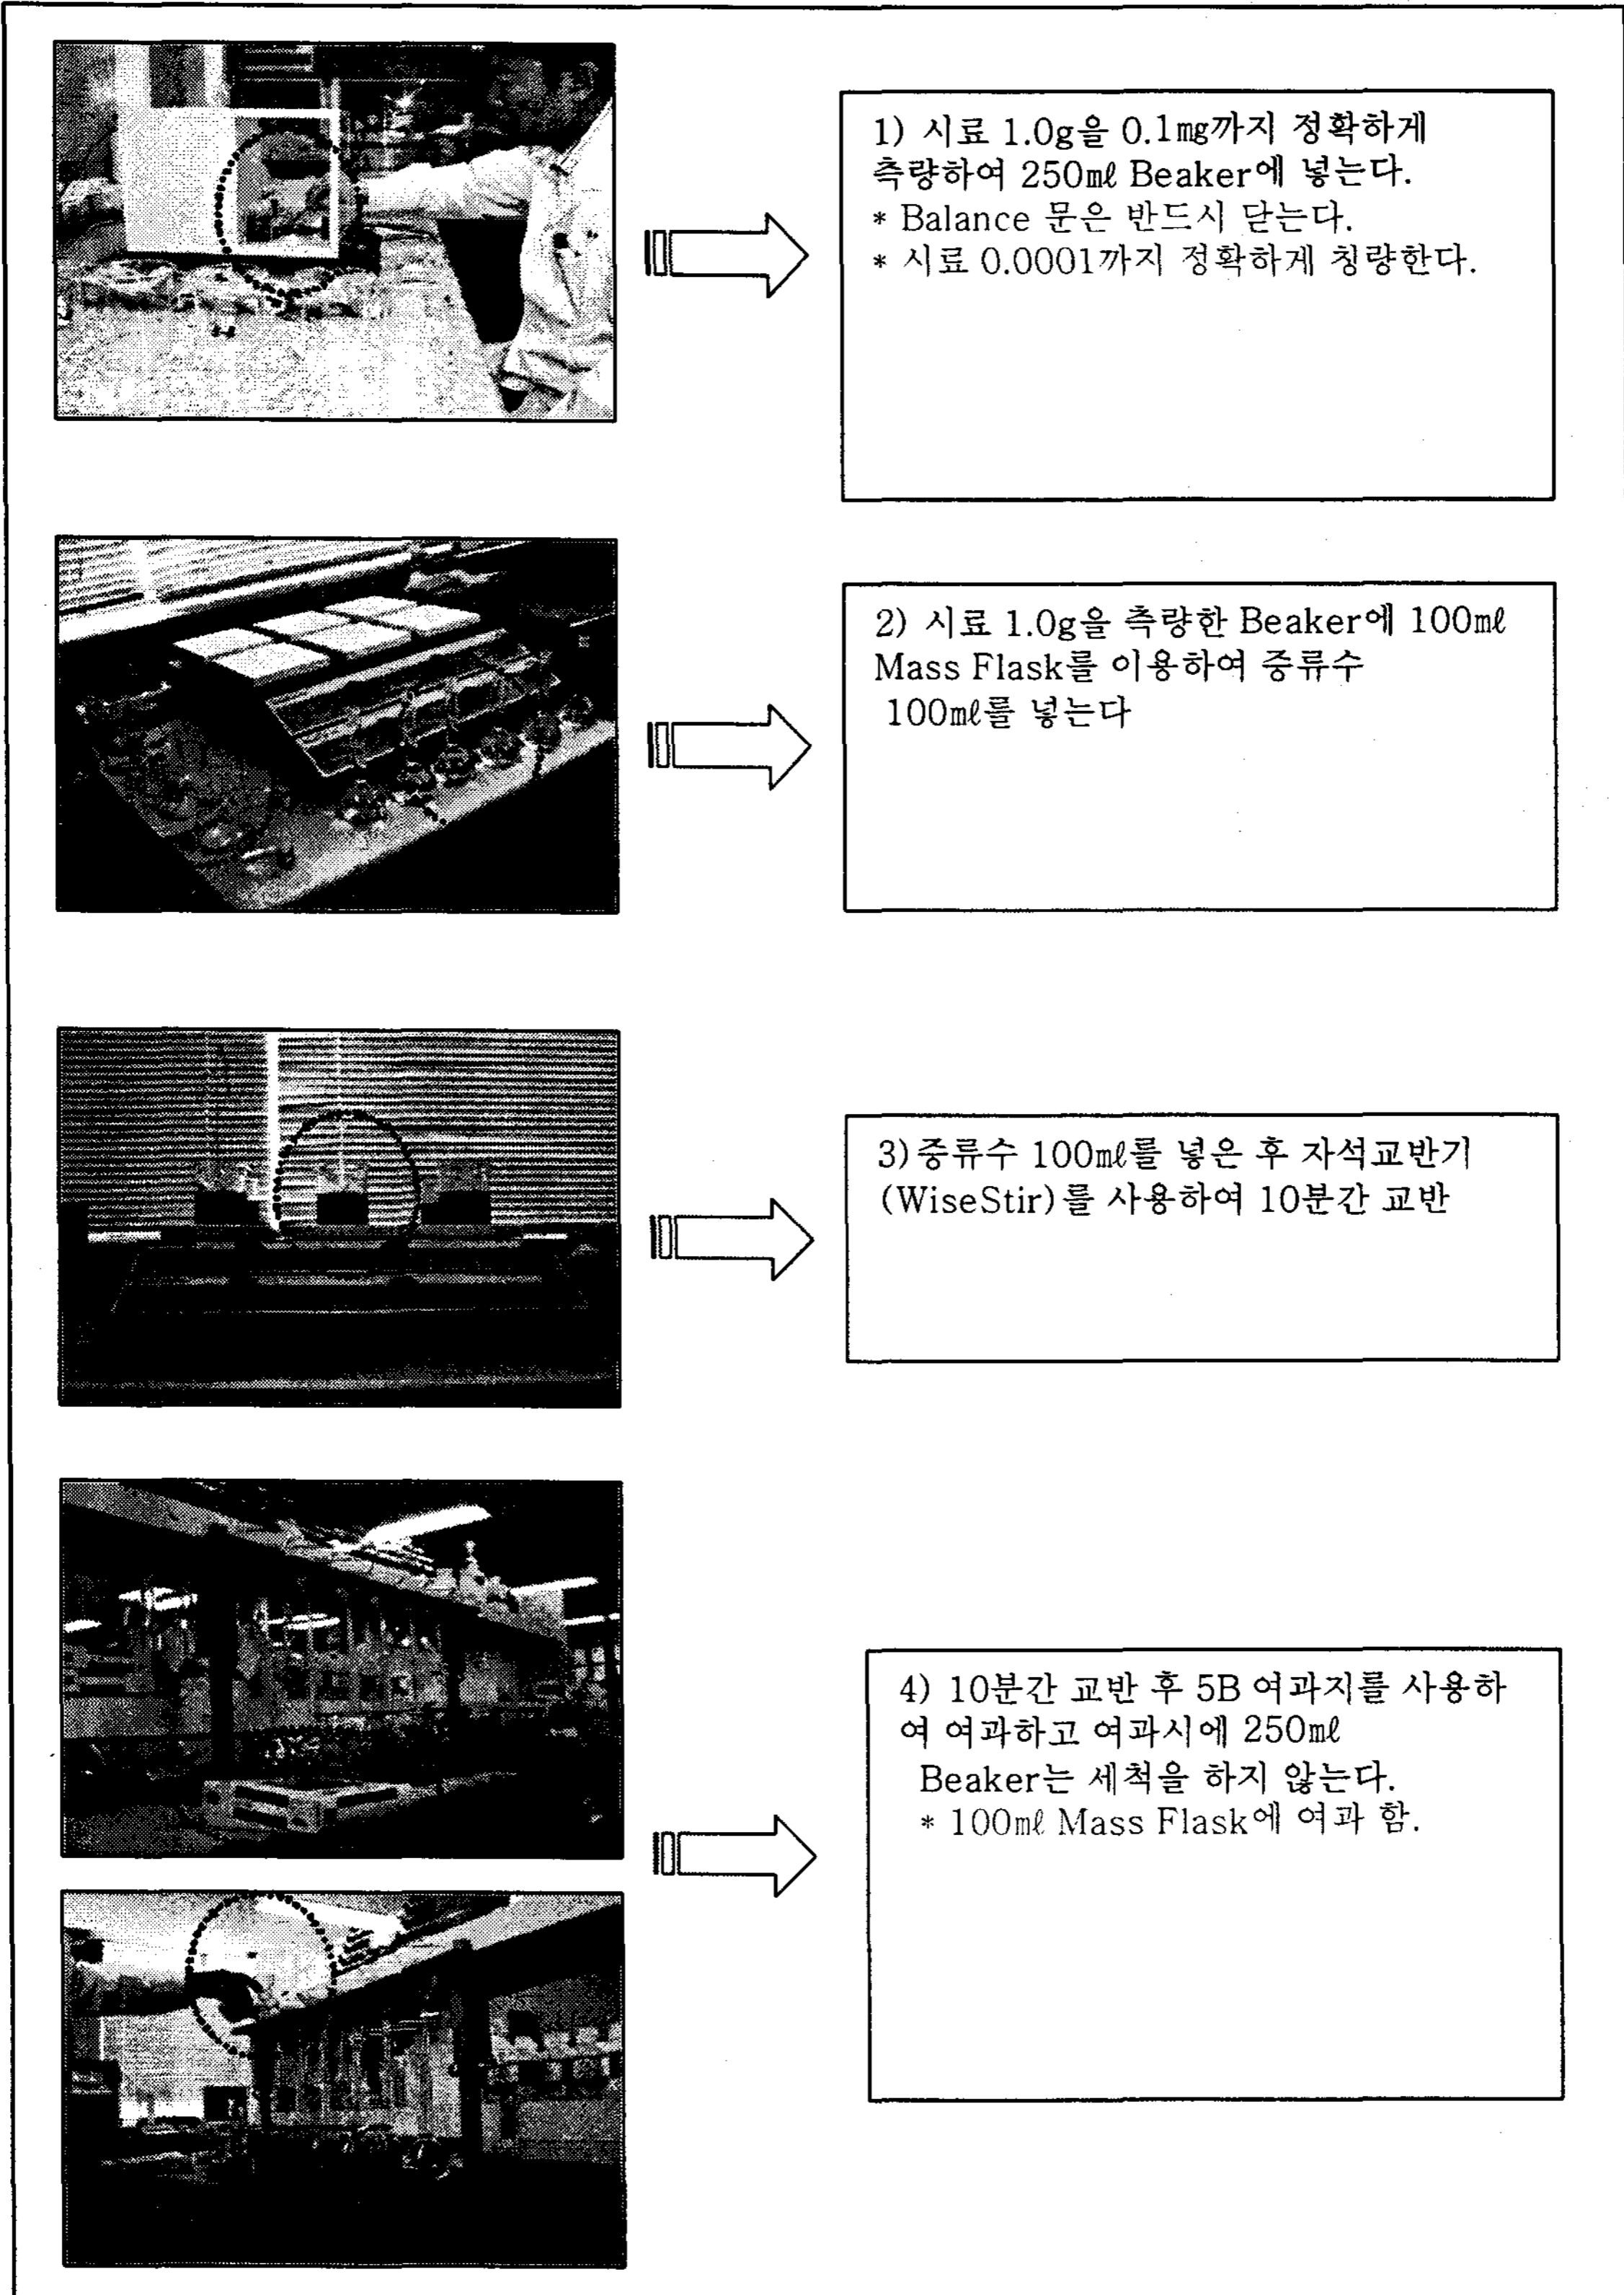 1) 시료 1.0g을 0.1㎎까지 정확하게
측량하여 250㎖ Beaker에 넣는다.
* Balance 문은 반드시 닫는다.
* 시료 0.0001까지 정확하게 칭량한다.
2) 시료 1.0g을 측량한 Beaker에 100㎖
Mass Flask를 이용하여 증류수
100㎖를 넣는다
3)증류수 100㎖를 넣은 후 자석교반기
(WiseStir)를 사용하여 10분간 교반
4) 10분간 교반 후 5B 여과지를 사용하
여 여과하고 여과시에 250㎖
Beaker는 세척을 하지 않는다.
* 100㎖ Mass Flask에 여과 함.